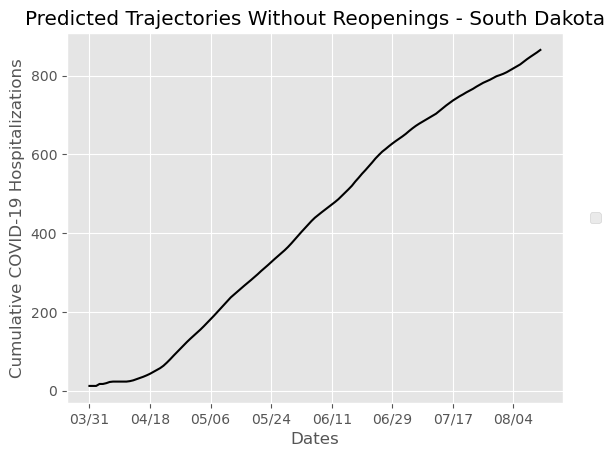 Predicted Trajectories Without Reopenings - South Dakota
Cumulative COVID-19 Hospitalizations
800
600
400
200
0
03/31 04/18 05/06 05/24 06/11 06/29 07/17 08/04
Dates